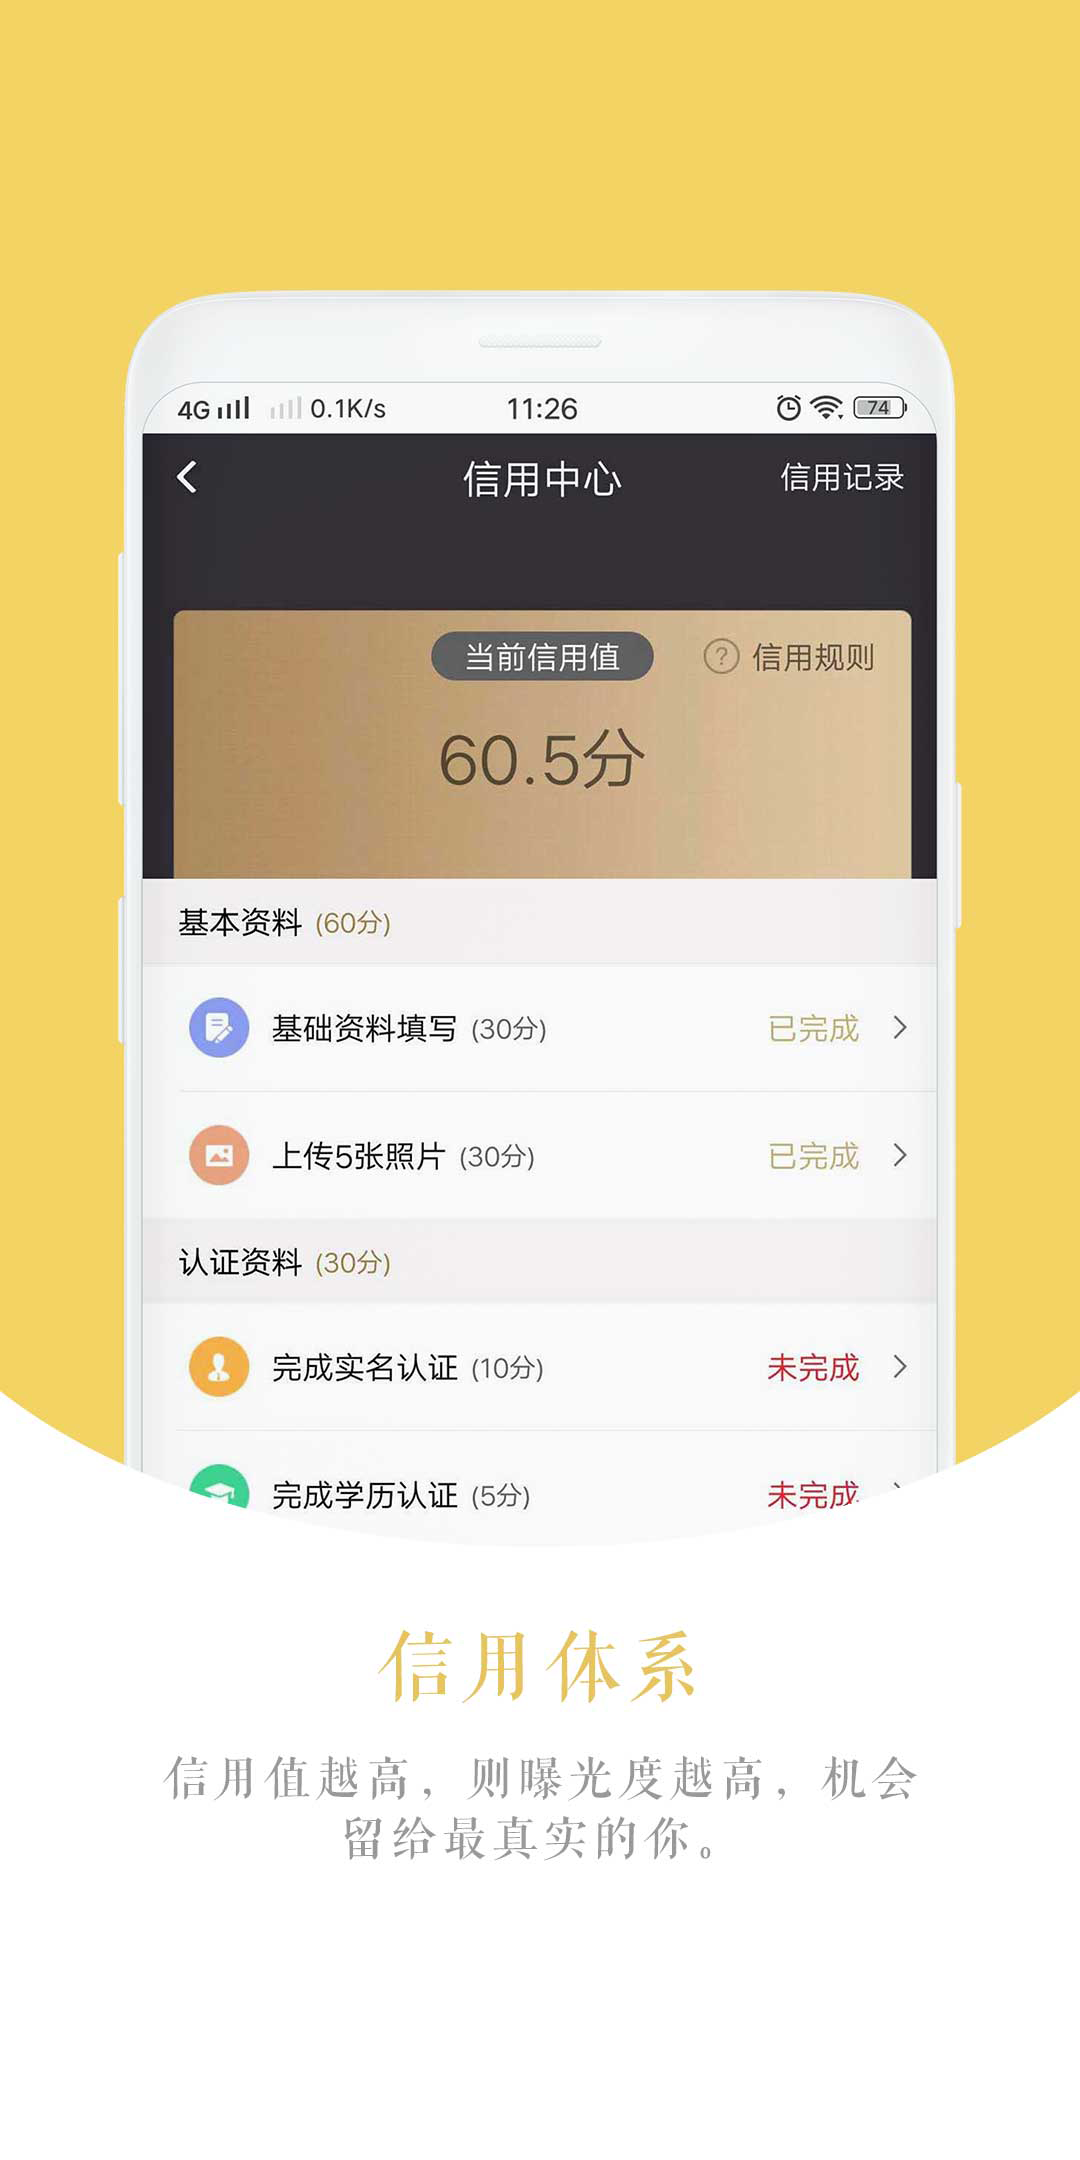 4G 0.1K/s 11:26 74
信用中心 信用记录
当前信用值 ? 信用规则
60.5分
基本资料 (60分)
基础资料填写 (30分) 已完成
上传5张照片 (30分) 已完成
认证资料 (30分)
完成实名认证 (10分) 未完成
完成学历认证 (5分) 未完成
信用体系
信用值越高，则曝光度越高，机会
留给最真实的你。